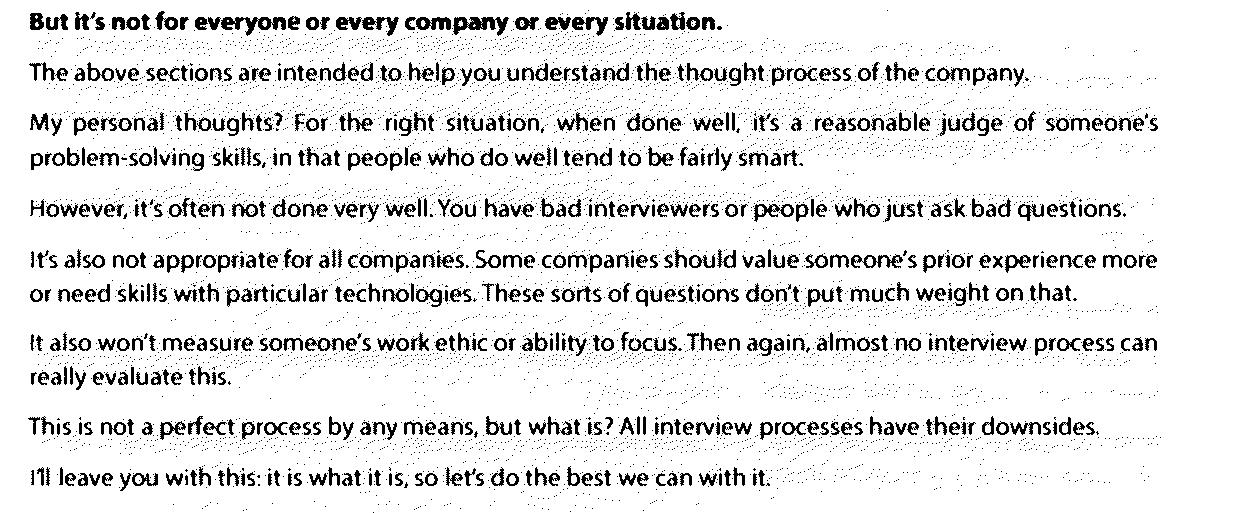 But it's not for everyone or every company or every situation.
The above sections are intended to help you understand the thought process of the company.
My personal thoughts? For the right situation, when done well, it's a reasonable judge of someone's
problem-solving skills, in that people who do well tend to be fairly smart.
However, it's often not done very well. You have bad interviewers or people who just ask bad questions.
It's also not appropriate for all companies. Some companies should value someone's prior experience more
or need skills with particular technologies. These sorts of questions don't put much weight on that.
It also won't measure someone's work ethic or ability to focus. Then again, almost no interview process can
really evaluate this.
This is not a perfect process by any means, but what is? All interview processes have their downsides.
I'll leave you with this: it is what it is, so let's do the best we can with it.